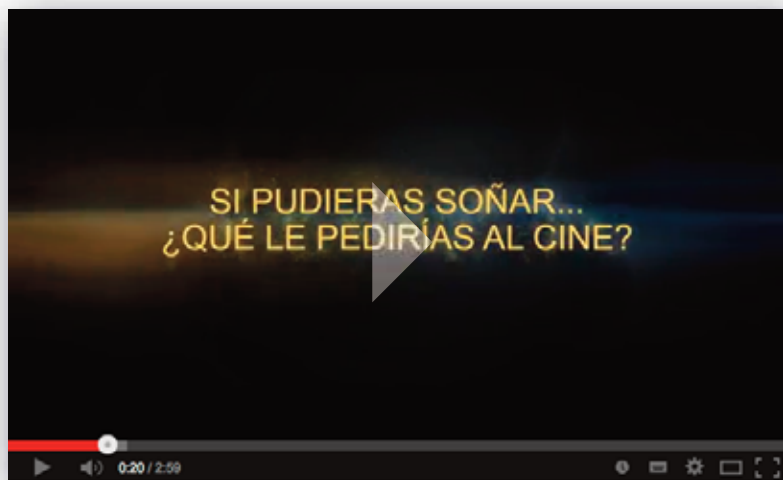 SI PUDIERAS SOÑAR...
¿QUÉ LE PEDIRÍAS AL CINE?
0:20 / 2:59